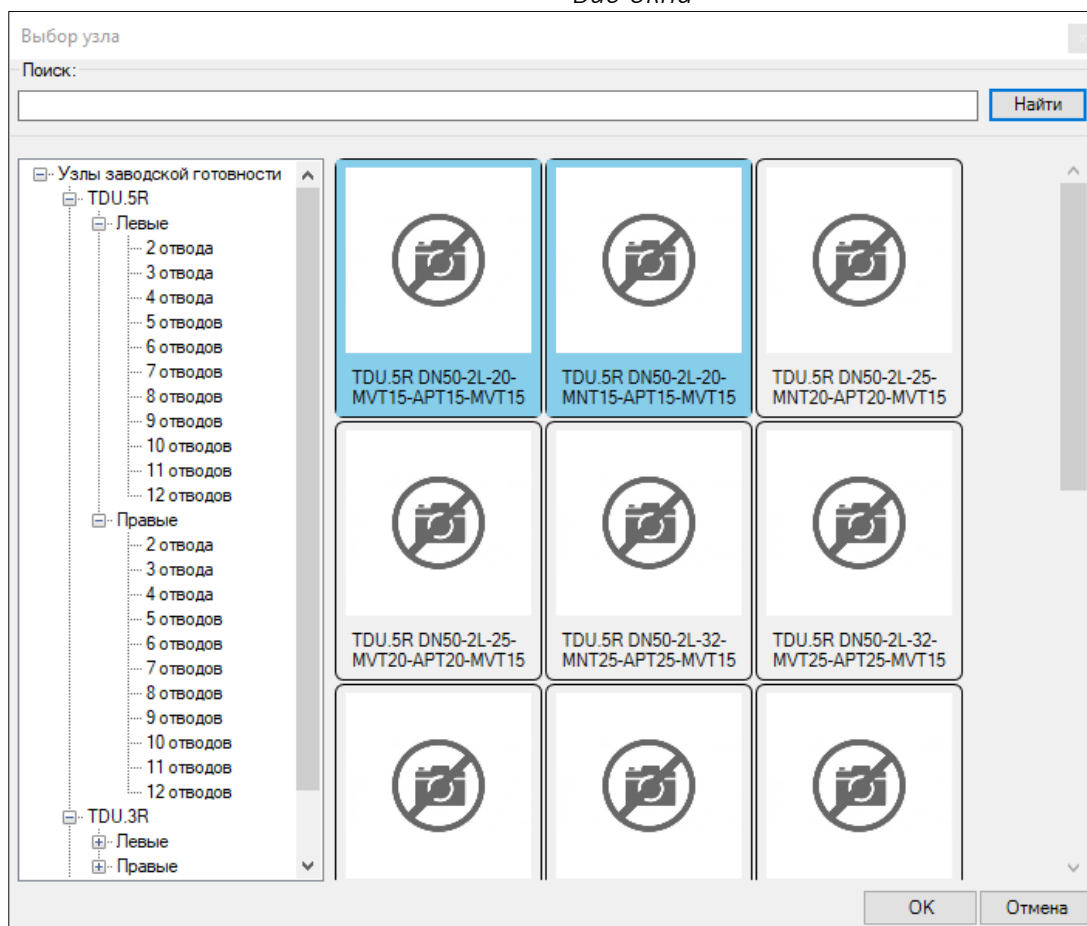 Вид окна
Выбор узла
x
Поиск:
Найти
Узлы заводской готовности
TDU.5R
Левые
2 отвода
3 отвода
4 отвода
5 отводов
6 отводов
7 отводов
8 отводов
9 отводов
10 отводов
11 отводов
12 отводов
Правые
2 отвода
3 отвода
4 отвода
5 отводов
6 отводов
7 отводов
8 отводов
9 отводов
10 отводов
11 отводов
12 отводов
TDU.3R
Левые
Правые
TDU.5R DN50-2L-20-
MVT15-APT15-MVT15
TDU.5R DN50-2L-20-
MNT15-APT15-MVT15
TDU.5R DN50-2L-25-
MNT20-APT20-MVT15
TDU.5R DN50-2L-25-
MVT20-APT20-MVT15
TDU.5R DN50-2L-32-
MNT25-APT25-MVT15
TDU.5R DN50-2L-32-
MVT25-APT25-MVT15
OK
Отмена